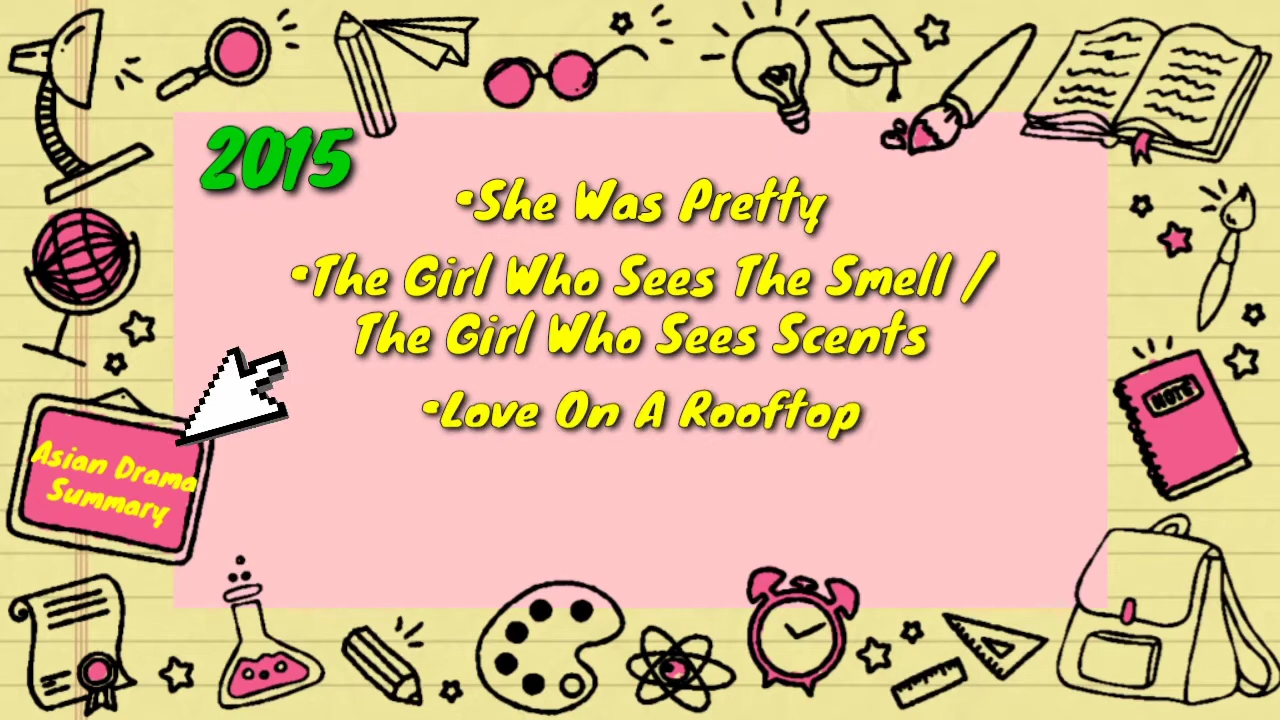 2015
•She Was Pretty
•The Girl Who Sees The Smell /
The Girl Who Sees Scents
•Love On A Rooftop
NOTE
Asian Drama
Summary